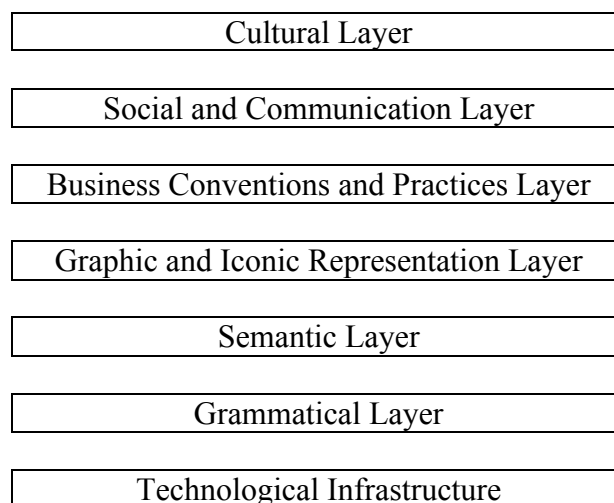 Cultural Layer
Social and Communication Layer
Business Conventions and Practices Layer
Graphic and Iconic Representation Layer
Semantic Layer
Grammatical Layer
Technological Infrastructure